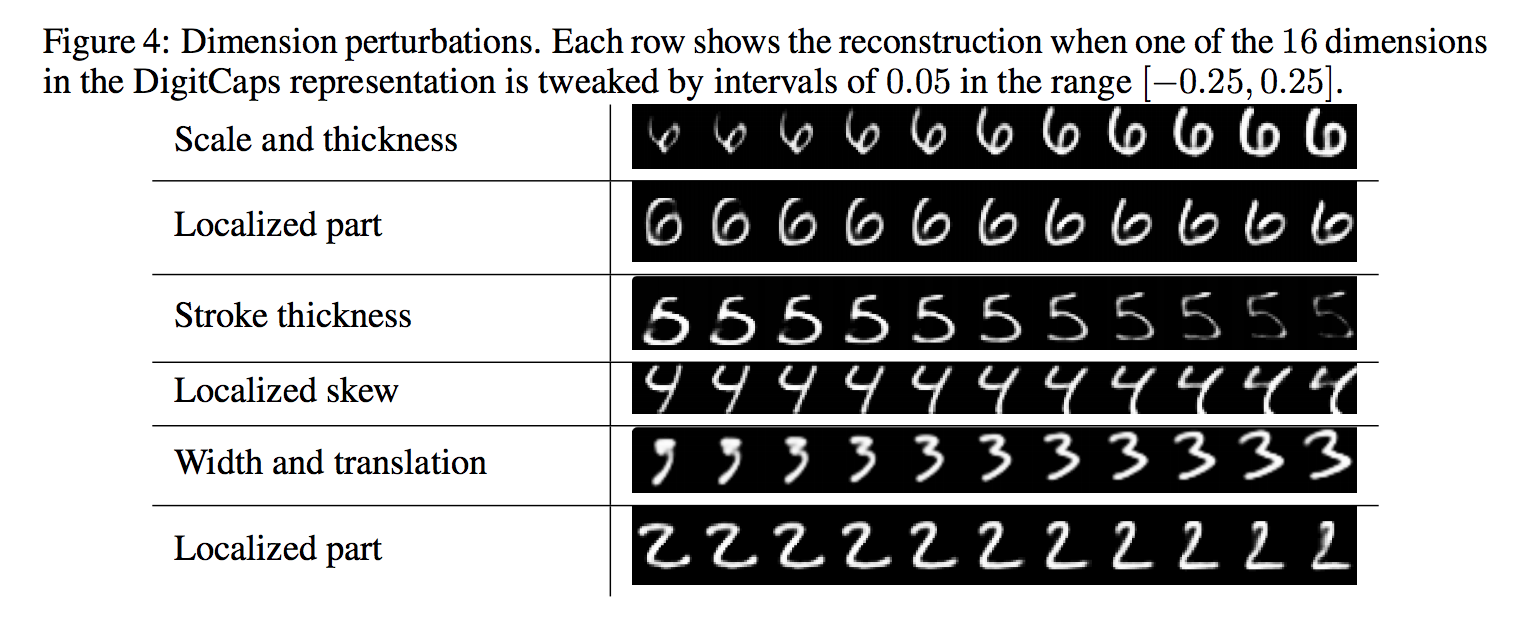 Figure 4: Dimension perturbations. Each row shows the reconstruction when one of the 16 dimensions
in the DigitCaps representation is tweaked by intervals of 0.05 in the range [−0.25, 0.25].
Scale and thickness 6 6 6 6 6 6 6 6 6 6 6
Localized part 6 6 6 6 6 6 6 6 6 6 6
Stroke thickness 5 5 5 5 5 5 5 5 5 5 5
Localized skew 4 4 4 4 4 4 4 4 4 4 4
Width and translation 3 3 3 3 3 3 3 3 3 3 3
Localized part 2 2 2 2 2 2 2 2 2 2 2